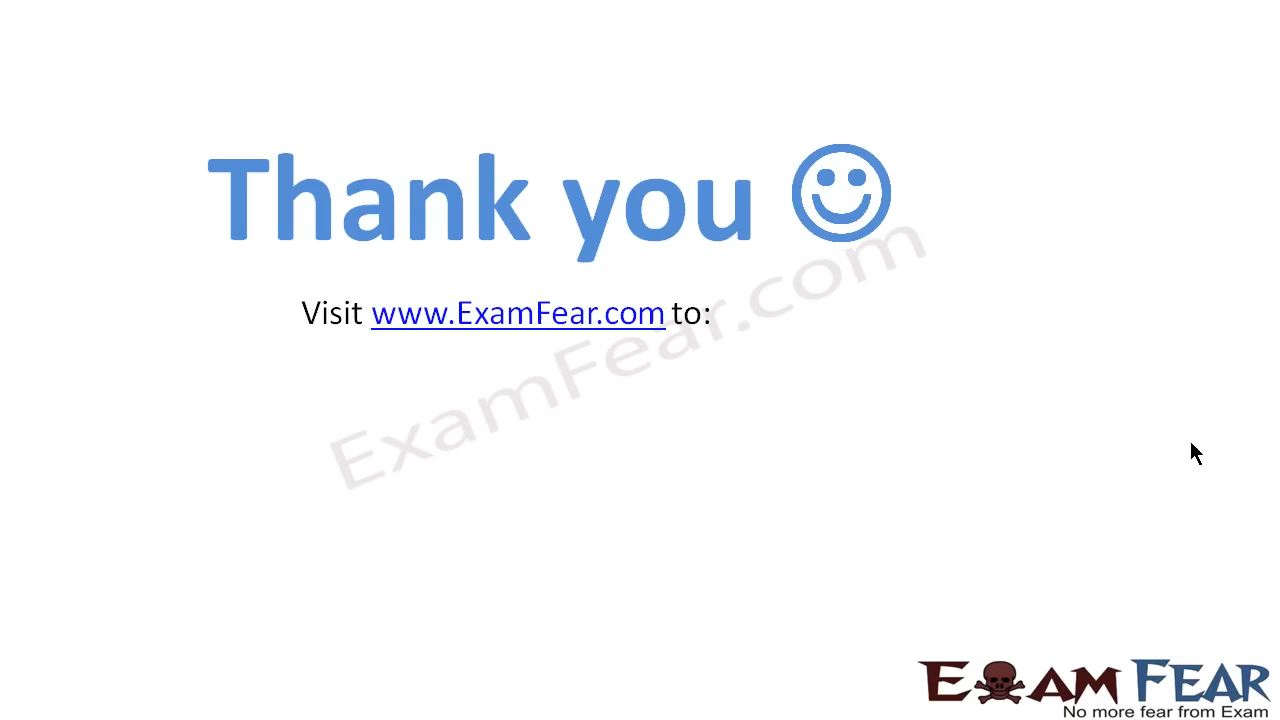 Thank you ☺
Visit www.ExamFear.com to:
ExamFear.com
EXAM FEAR
No more fear from Exam